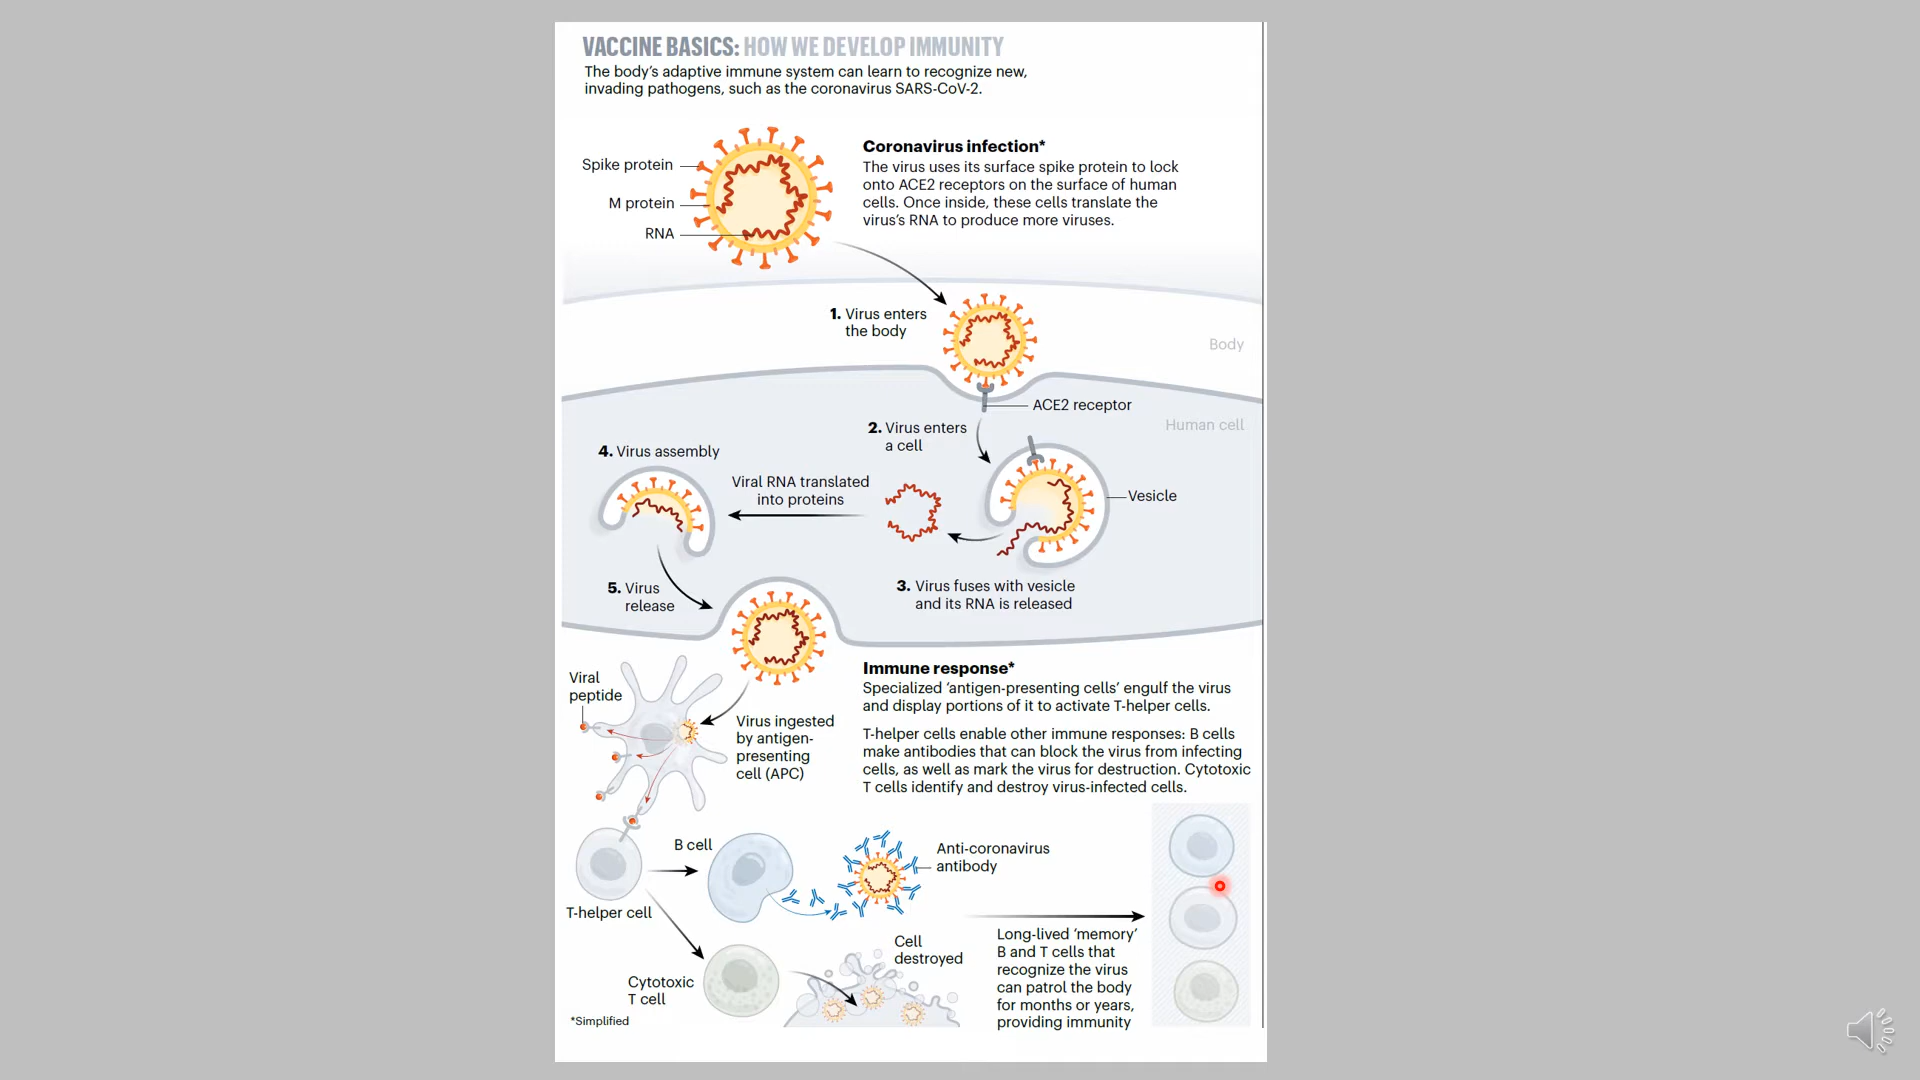 VACCINE BASICS: HOW WE DEVELOP IMMUNITY
The body's adaptive immune system can learn to recognize new,
invading pathogens, such as the coronavirus SARS-CoV-2.
Spike protein
M protein
RNA
Coronavirus infection*
The virus uses its surface spike protein to lock
onto ACE2 receptors on the surface of human
cells. Once inside, these cells translate the
virus's RNA to produce more viruses.
1. Virus enters
the body
Body
ACE2 receptor
Human cell
2. Virus enters
a cell
4. Virus assembly
Viral RNA translated
into proteins
Vesicle
3. Virus fuses with vesicle
and its RNA is released
5. Virus
release
Viral
peptide
Virus ingested
by antigen-
presenting
cell (APC)
Immune response*
Specialized ‘antigen-presenting cells’ engulf the virus
and display portions of it to activate T-helper cells.
T-helper cells enable other immune responses: B cells
make antibodies that can block the virus from infecting
cells, as well as mark the virus for destruction. Cytotoxic
T cells identify and destroy virus-infected cells.
B cell
Anti-coronavirus
antibody
T-helper cell
Cytotoxic
T cell
Cell
destroyed
Long-lived ‘memory’
B and T cells that
recognize the virus
can patrol the body
for months or years,
providing immunity
*Simplified